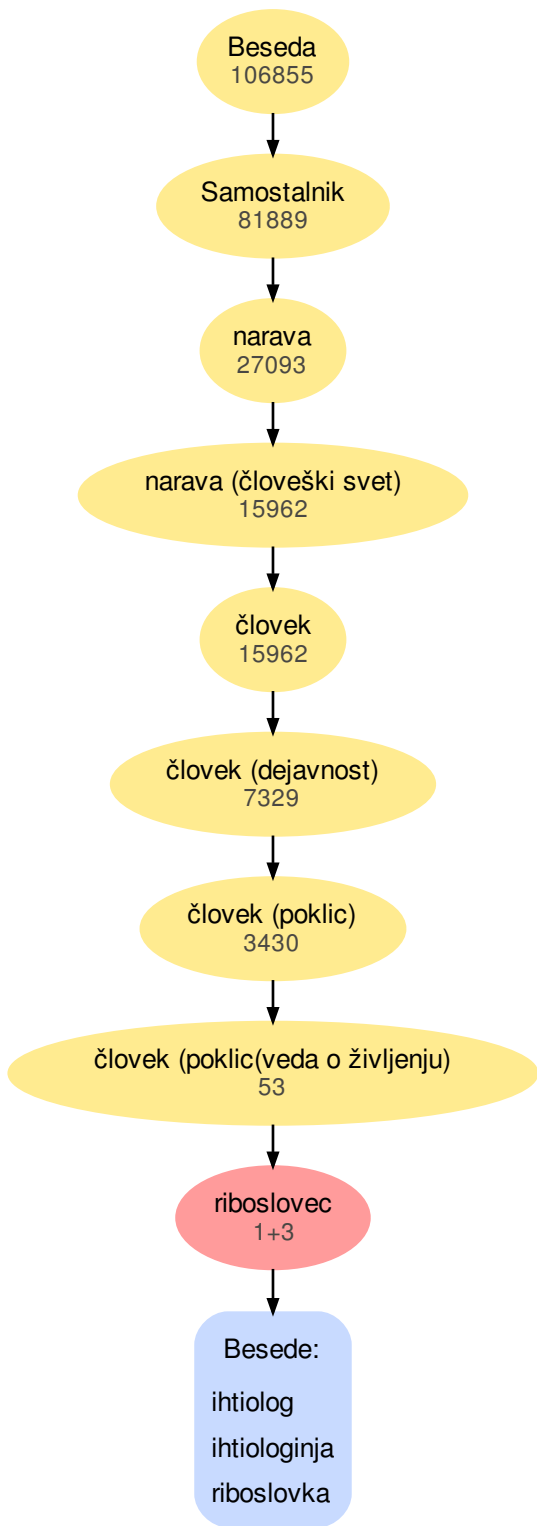 Beseda
106855
Samostalnik
81889
narava
27093
narava (človeški svet)
15962
človek
15962
človek (dejavnost)
7329
človek (poklic)
3430
človek (poklic(veda o življenju)
53
riboslovec
1+3
Besede:
ihtiolog
ihtiologinja
riboslovka